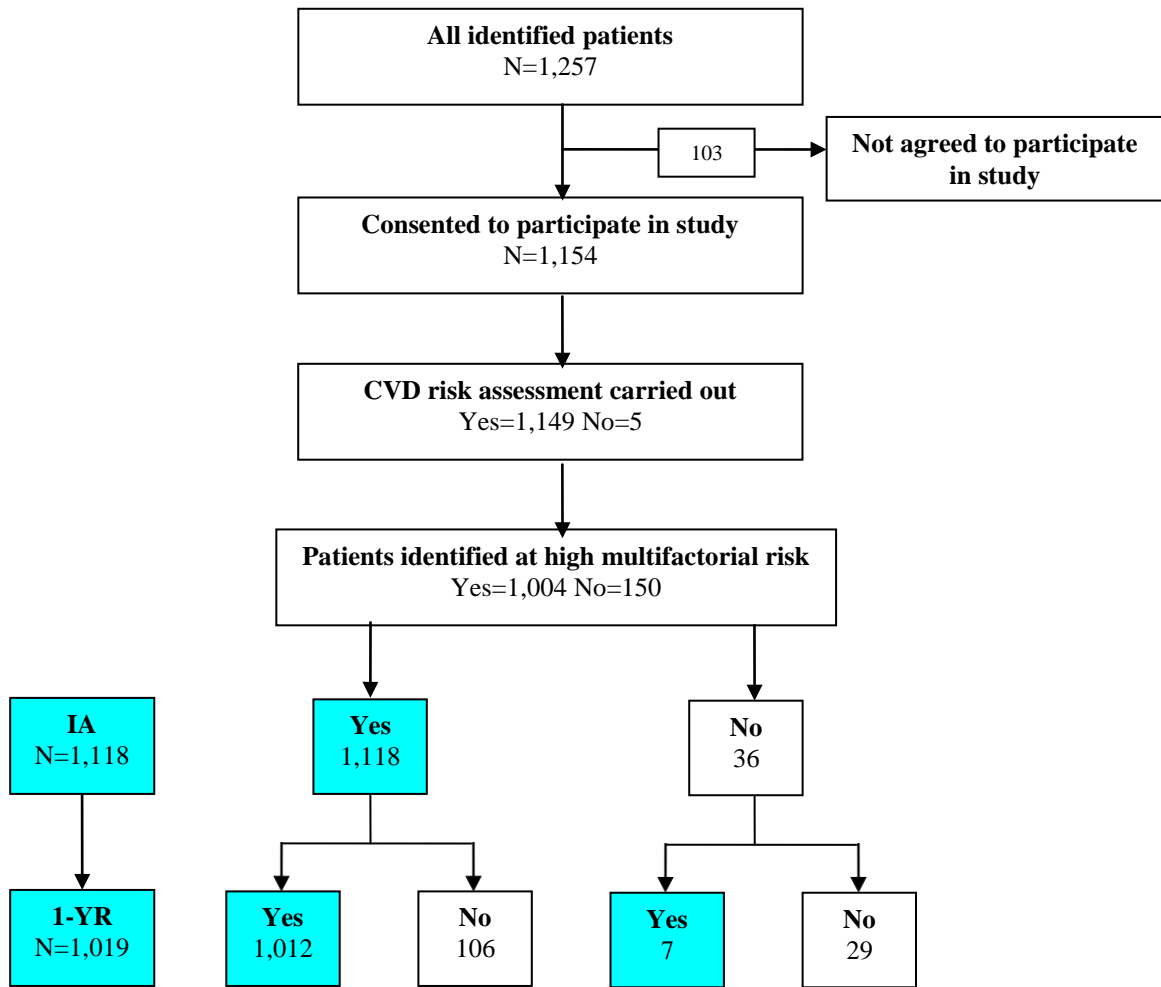 All identified patients
N=1,257
103
Not agreed to participate
in study
Consented to participate in study
N=1,154
CVD risk assessment carried out
Yes=1,149 No=5
Patients identified at high multifactorial risk
Yes=1,004 No=150
IA
N=1,118
Yes
1,118
No
36
1-YR
N=1,019
Yes
1,012
No
106
Yes
7
No
29